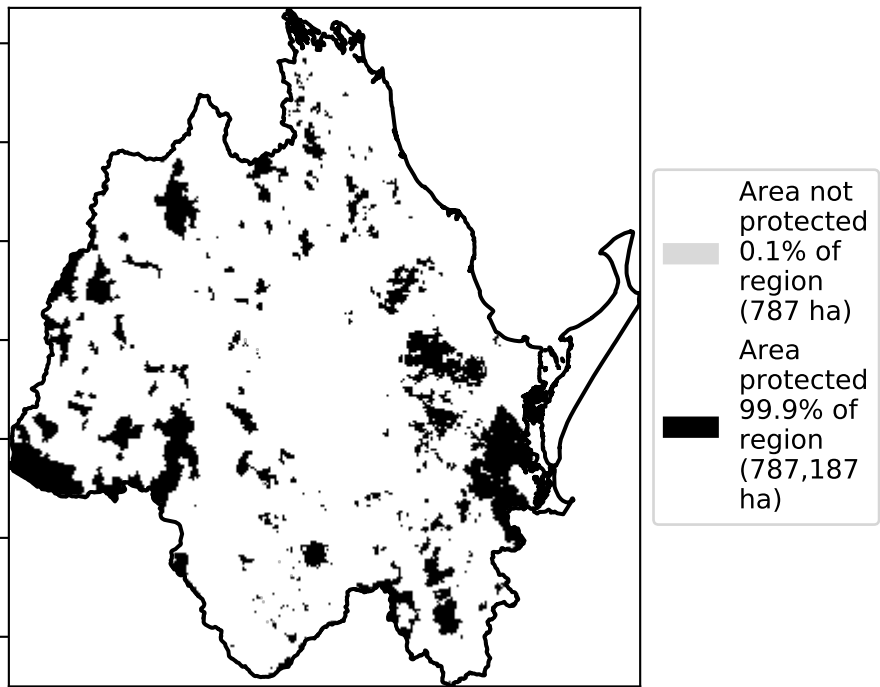 Area not
protected
0.1% of
region
(787 ha)
Area
protected
99.9% of
region
(787,187
ha)